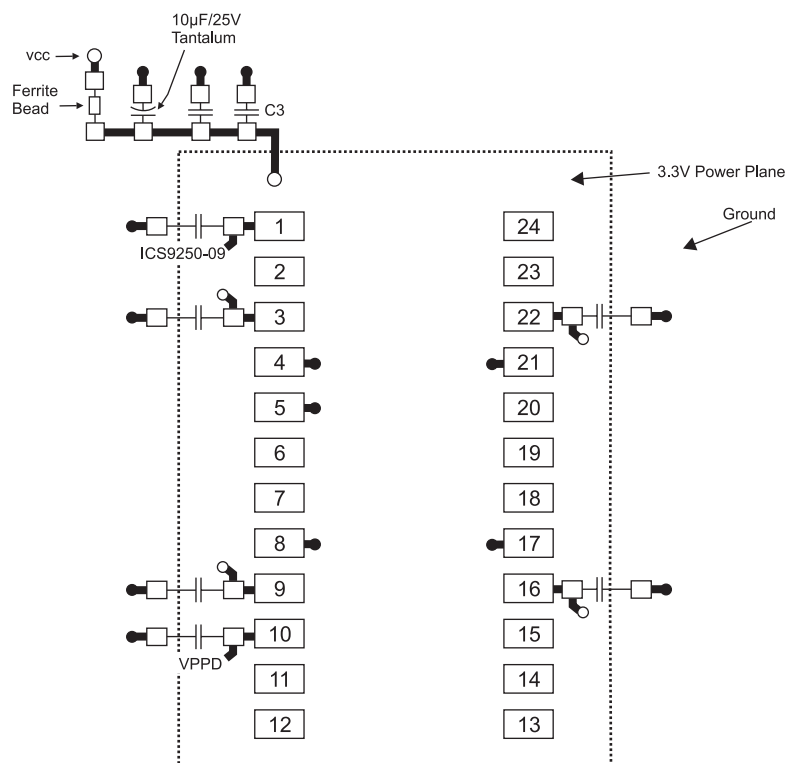 10µF/25V
Tantalum
vcc
Ferrite
Bead
C3
3.3V Power Plane
Ground
1
24
ICS9250-09
2
23
3
22
4
21
5
20
6
19
7
18
8
17
9
16
10
15
VPPD
11
14
12
13